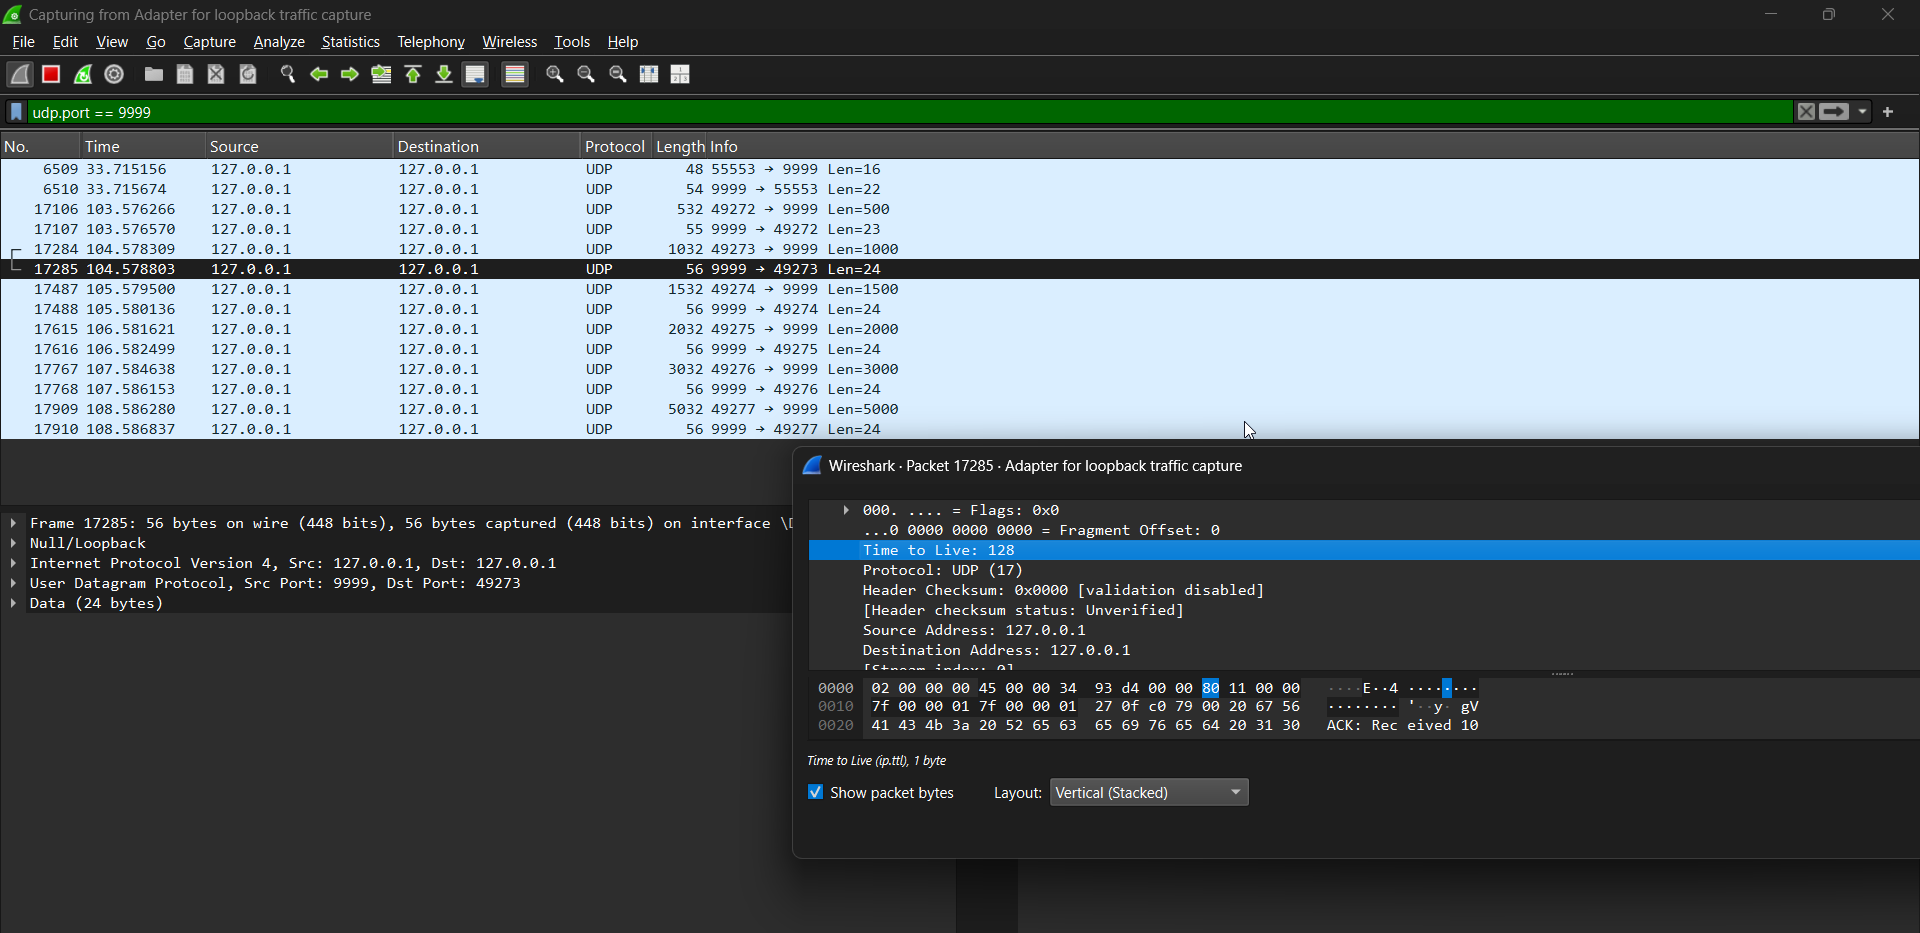 Capturing from Adapter for loopback traffic capture
File Edit View Go Capture Analyze Statistics Telephony Wireless Tools Help
udp.port == 9999
No. Time Source Destination Protocol Length Info
6509 33.715156 127.0.0.1 127.0.0.1 UDP 48 55553 → 9999 Len=16
6510 33.715674 127.0.0.1 127.0.0.1 UDP 54 9999 → 55553 Len=22
17106 103.576266 127.0.0.1 127.0.0.1 UDP 532 49272 → 9999 Len=500
17107 103.576570 127.0.0.1 127.0.0.1 UDP 55 9999 → 49272 Len=23
17284 104.578309 127.0.0.1 127.0.0.1 UDP 1032 49273 → 9999 Len=1000
17285 104.578803 127.0.0.1 127.0.0.1 UDP 56 9999 → 49273 Len=24
17487 105.579500 127.0.0.1 127.0.0.1 UDP 1532 49274 → 9999 Len=1500
17488 105.580136 127.0.0.1 127.0.0.1 UDP 56 9999 → 49274 Len=24
17615 106.581621 127.0.0.1 127.0.0.1 UDP 2032 49275 → 9999 Len=2000
17616 106.582499 127.0.0.1 127.0.0.1 UDP 56 9999 → 49275 Len=24
17767 107.584638 127.0.0.1 127.0.0.1 UDP 3032 49276 → 9999 Len=3000
17768 107.586153 127.0.0.1 127.0.0.1 UDP 56 9999 → 49276 Len=24
17909 108.586280 127.0.0.1 127.0.0.1 UDP 5032 49277 → 9999 Len=5000
17910 108.586837 127.0.0.1 127.0.0.1 UDP 56 9999 → 49277 Len=24
Frame 17285: 56 bytes on wire (448 bits), 56 bytes captured (448 bits) on interface \
Null/Loopback
Internet Protocol Version 4, Src: 127.0.0.1, Dst: 127.0.0.1
User Datagram Protocol, Src Port: 9999, Dst Port: 49273
Data (24 bytes)
Wireshark · Packet 17285 · Adapter for loopback traffic capture
000. .... = Flags: 0x0
...0 0000 0000 0000 = Fragment Offset: 0
Time to Live: 128
Protocol: UDP (17)
Header Checksum: 0x0000 [validation disabled]
[Header checksum status: Unverified]
Source Address: 127.0.0.1
Destination Address: 127.0.0.1
[Stream index: 0]
0000 02 00 00 00 45 00 00 34 93 d4 00 00 80 11 00 00 ····E··4 ········
0010 7f 00 00 01 7f 00 00 01 27 0f c0 79 00 20 67 56 ········ '··y· gV
0020 41 43 4b 3a 20 52 65 63 65 69 76 65 64 20 31 30 ACK: Rec eived 10
Time to Live (ip.ttl), 1 byte
Show packet bytes Layout: Vertical (Stacked)